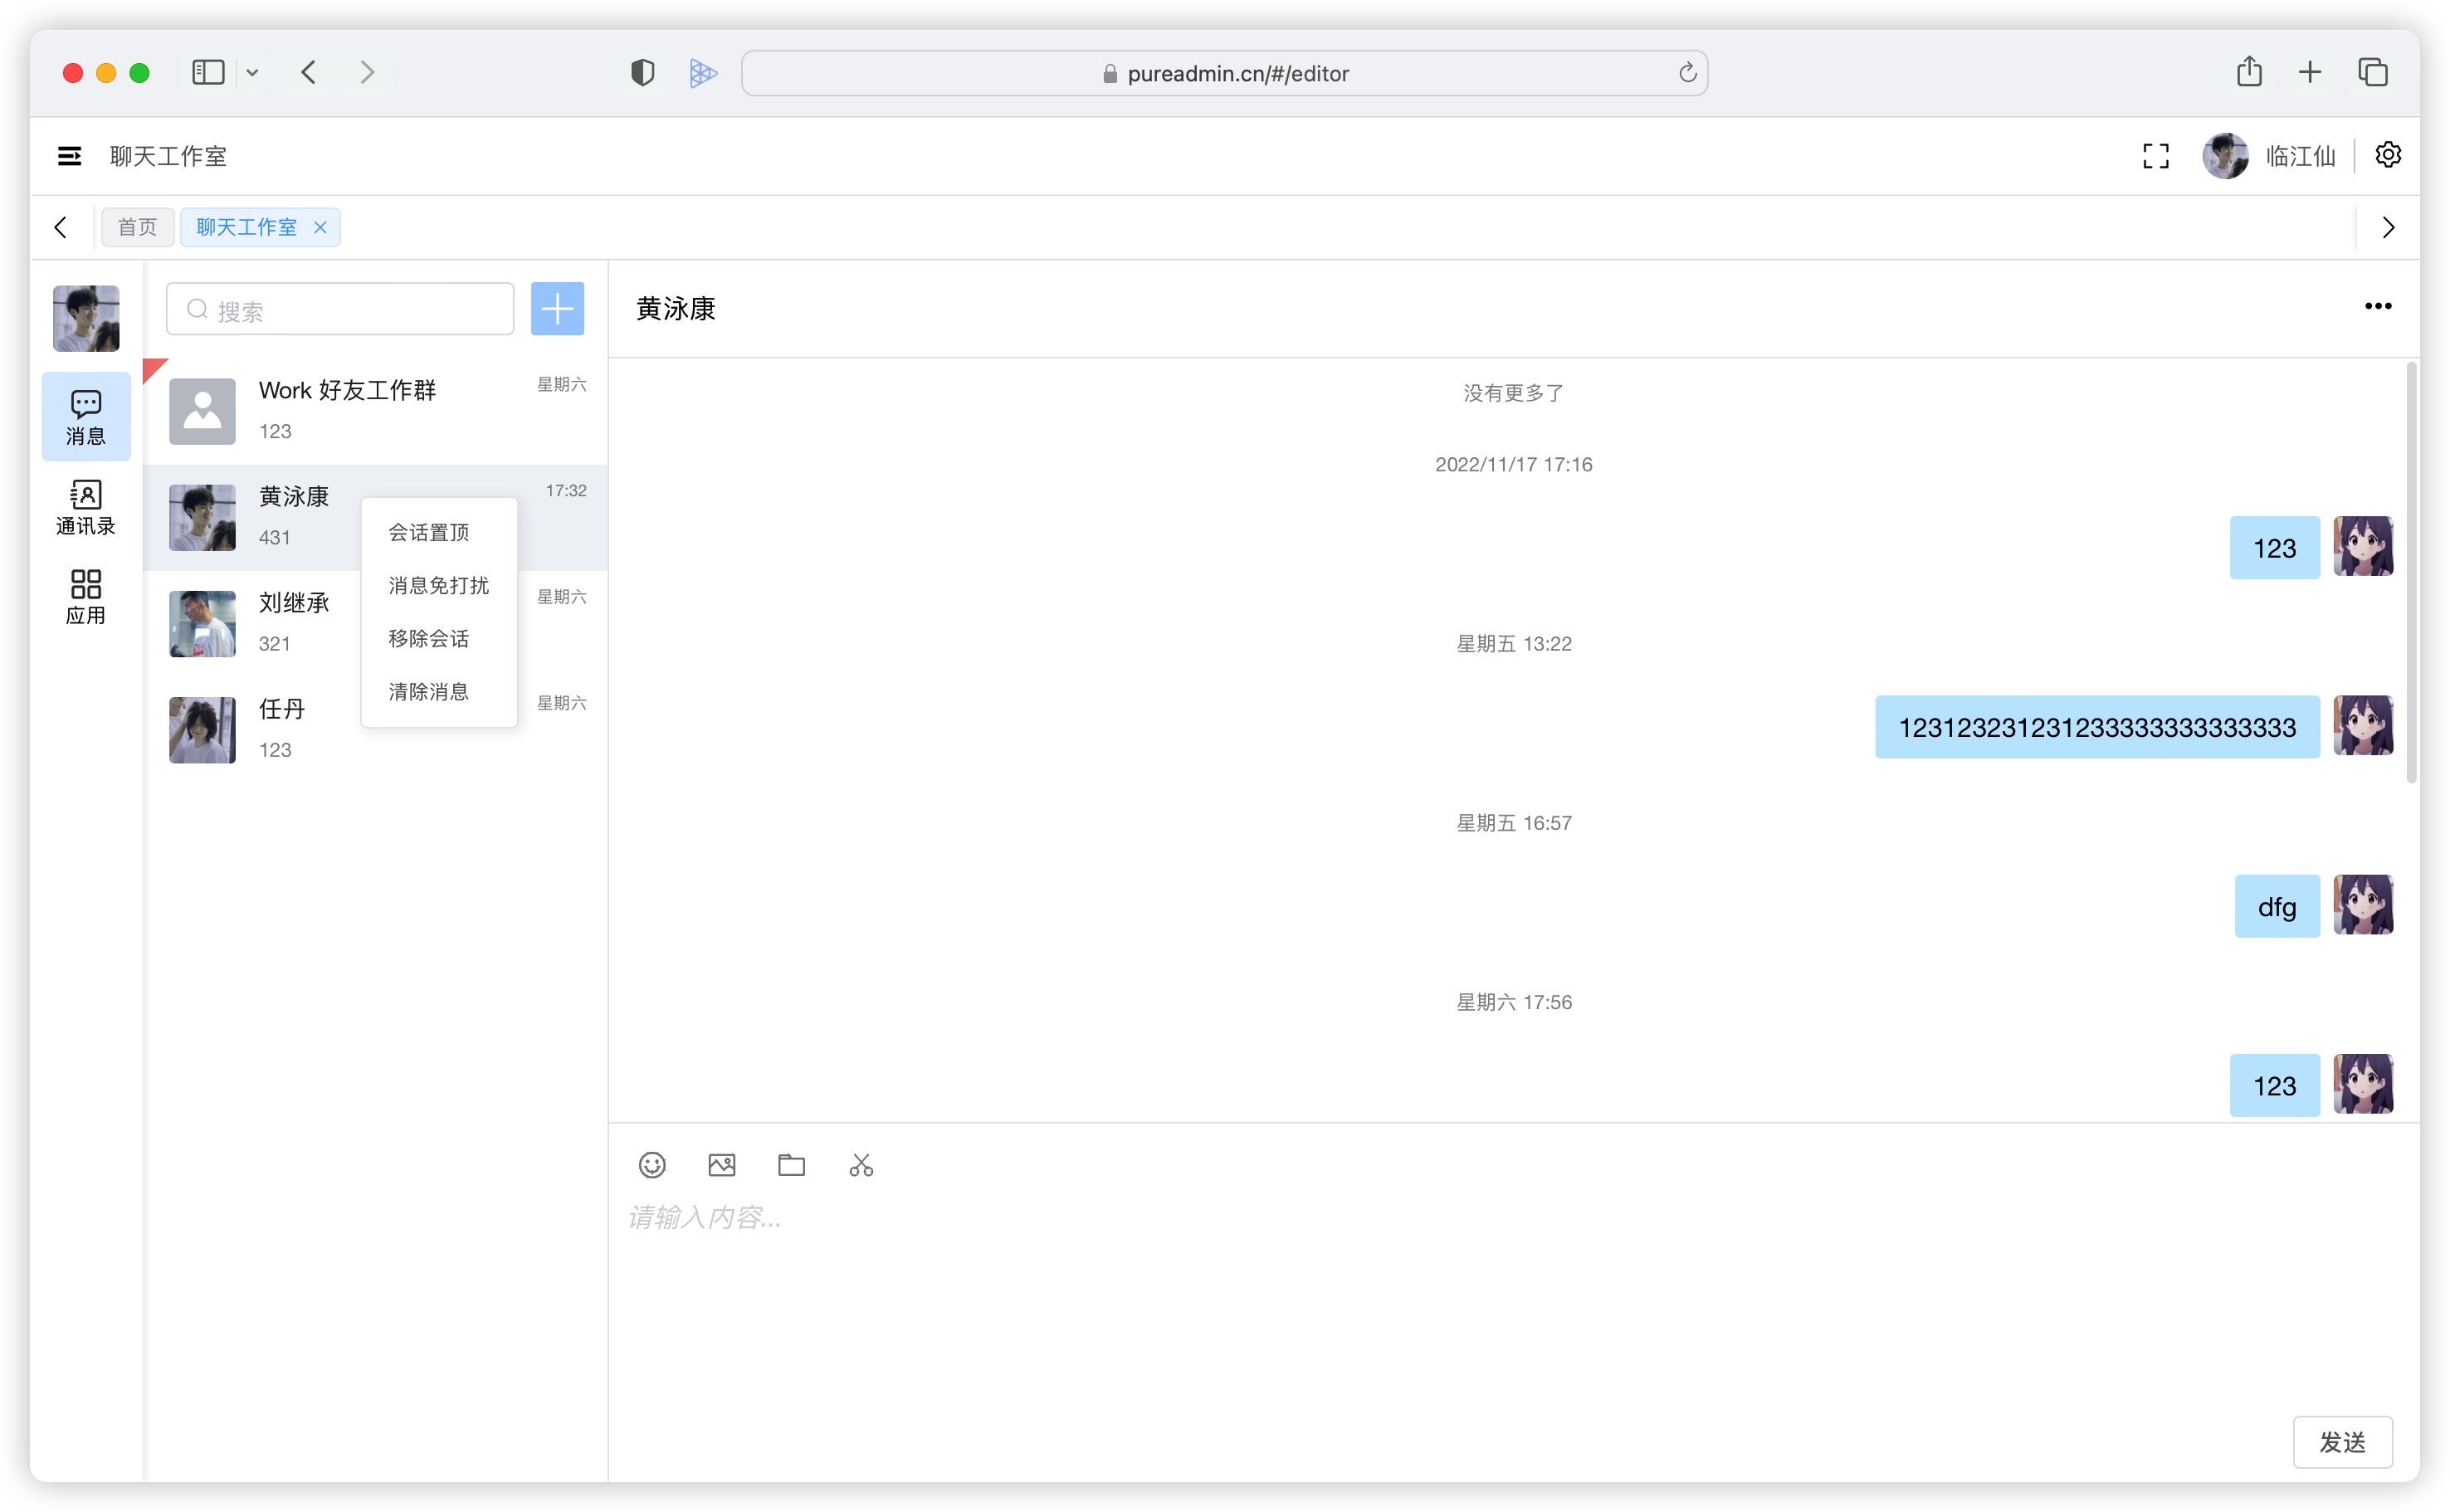 pureadmin.cn/#/editor
聊天工作室
临江仙
首页
聊天工作室
搜索
消息
通讯录
应用
Work 好友工作群
星期六
123
黄泳康
17:32
431
刘继承
星期六
321
任丹
星期六
123
会话置顶
消息免打扰
移除会话
清除消息
黄泳康
没有更多了
2022/11/17 17:16
123
星期五 13:22
1231232312312333333333333333
星期五 16:57
dfg
星期六 17:56
123
请输入内容...
发送